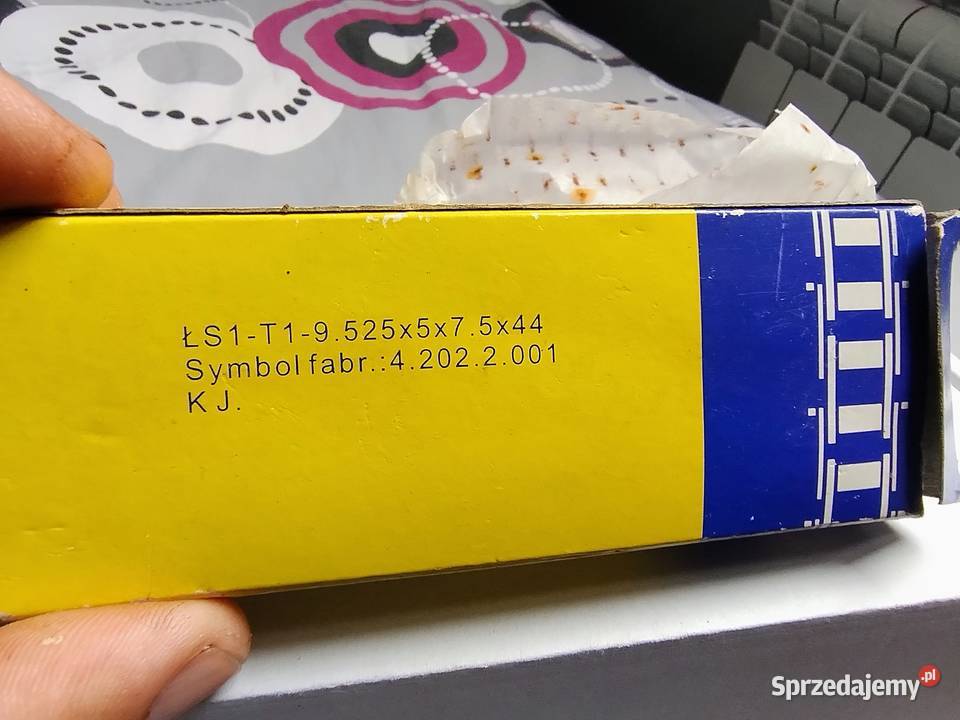 ŁS1-T1-9.525x5x7.5x44
Symbol fabr.:4.202.2.001
KJ.
Sprzedajemy.pl